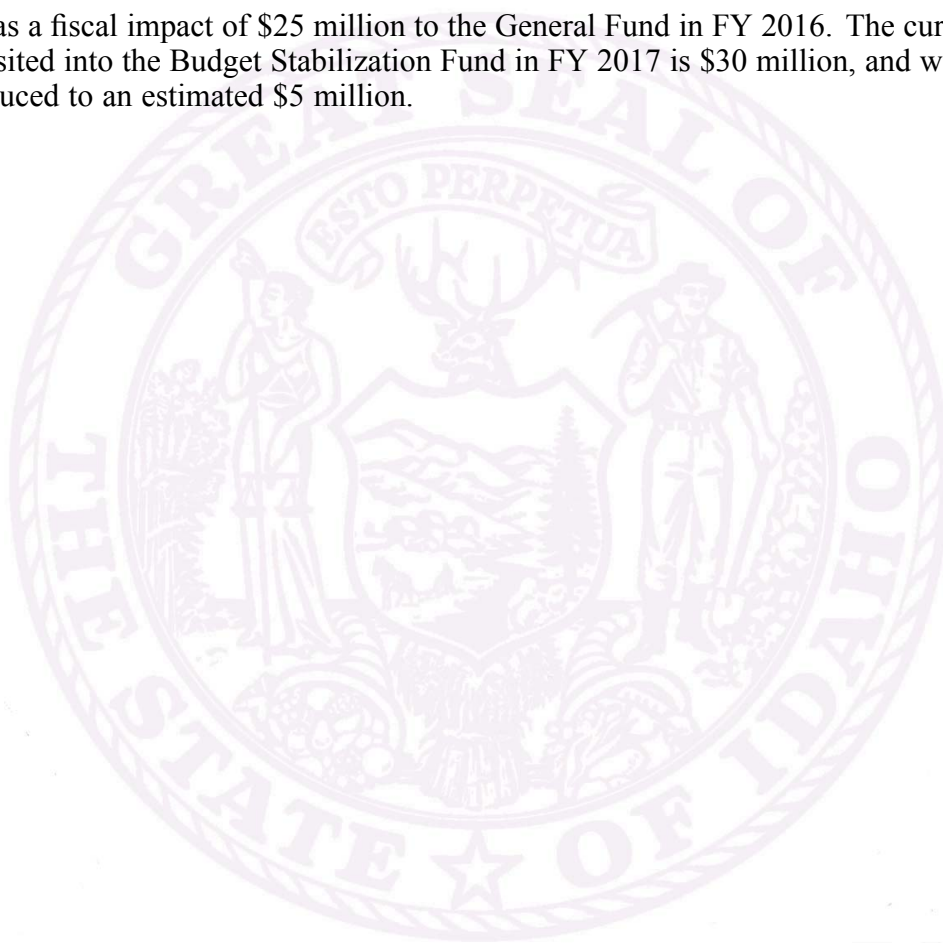 as a fiscal impact of $25 million to the General Fund in FY 2016. The cur
sited into the Budget Stabilization Fund in FY 2017 is $30 million, and w
uced to an estimated $5 million.
GREAT SEAL OF
ESTO PERPETUA
THE STATE OF IDAHO